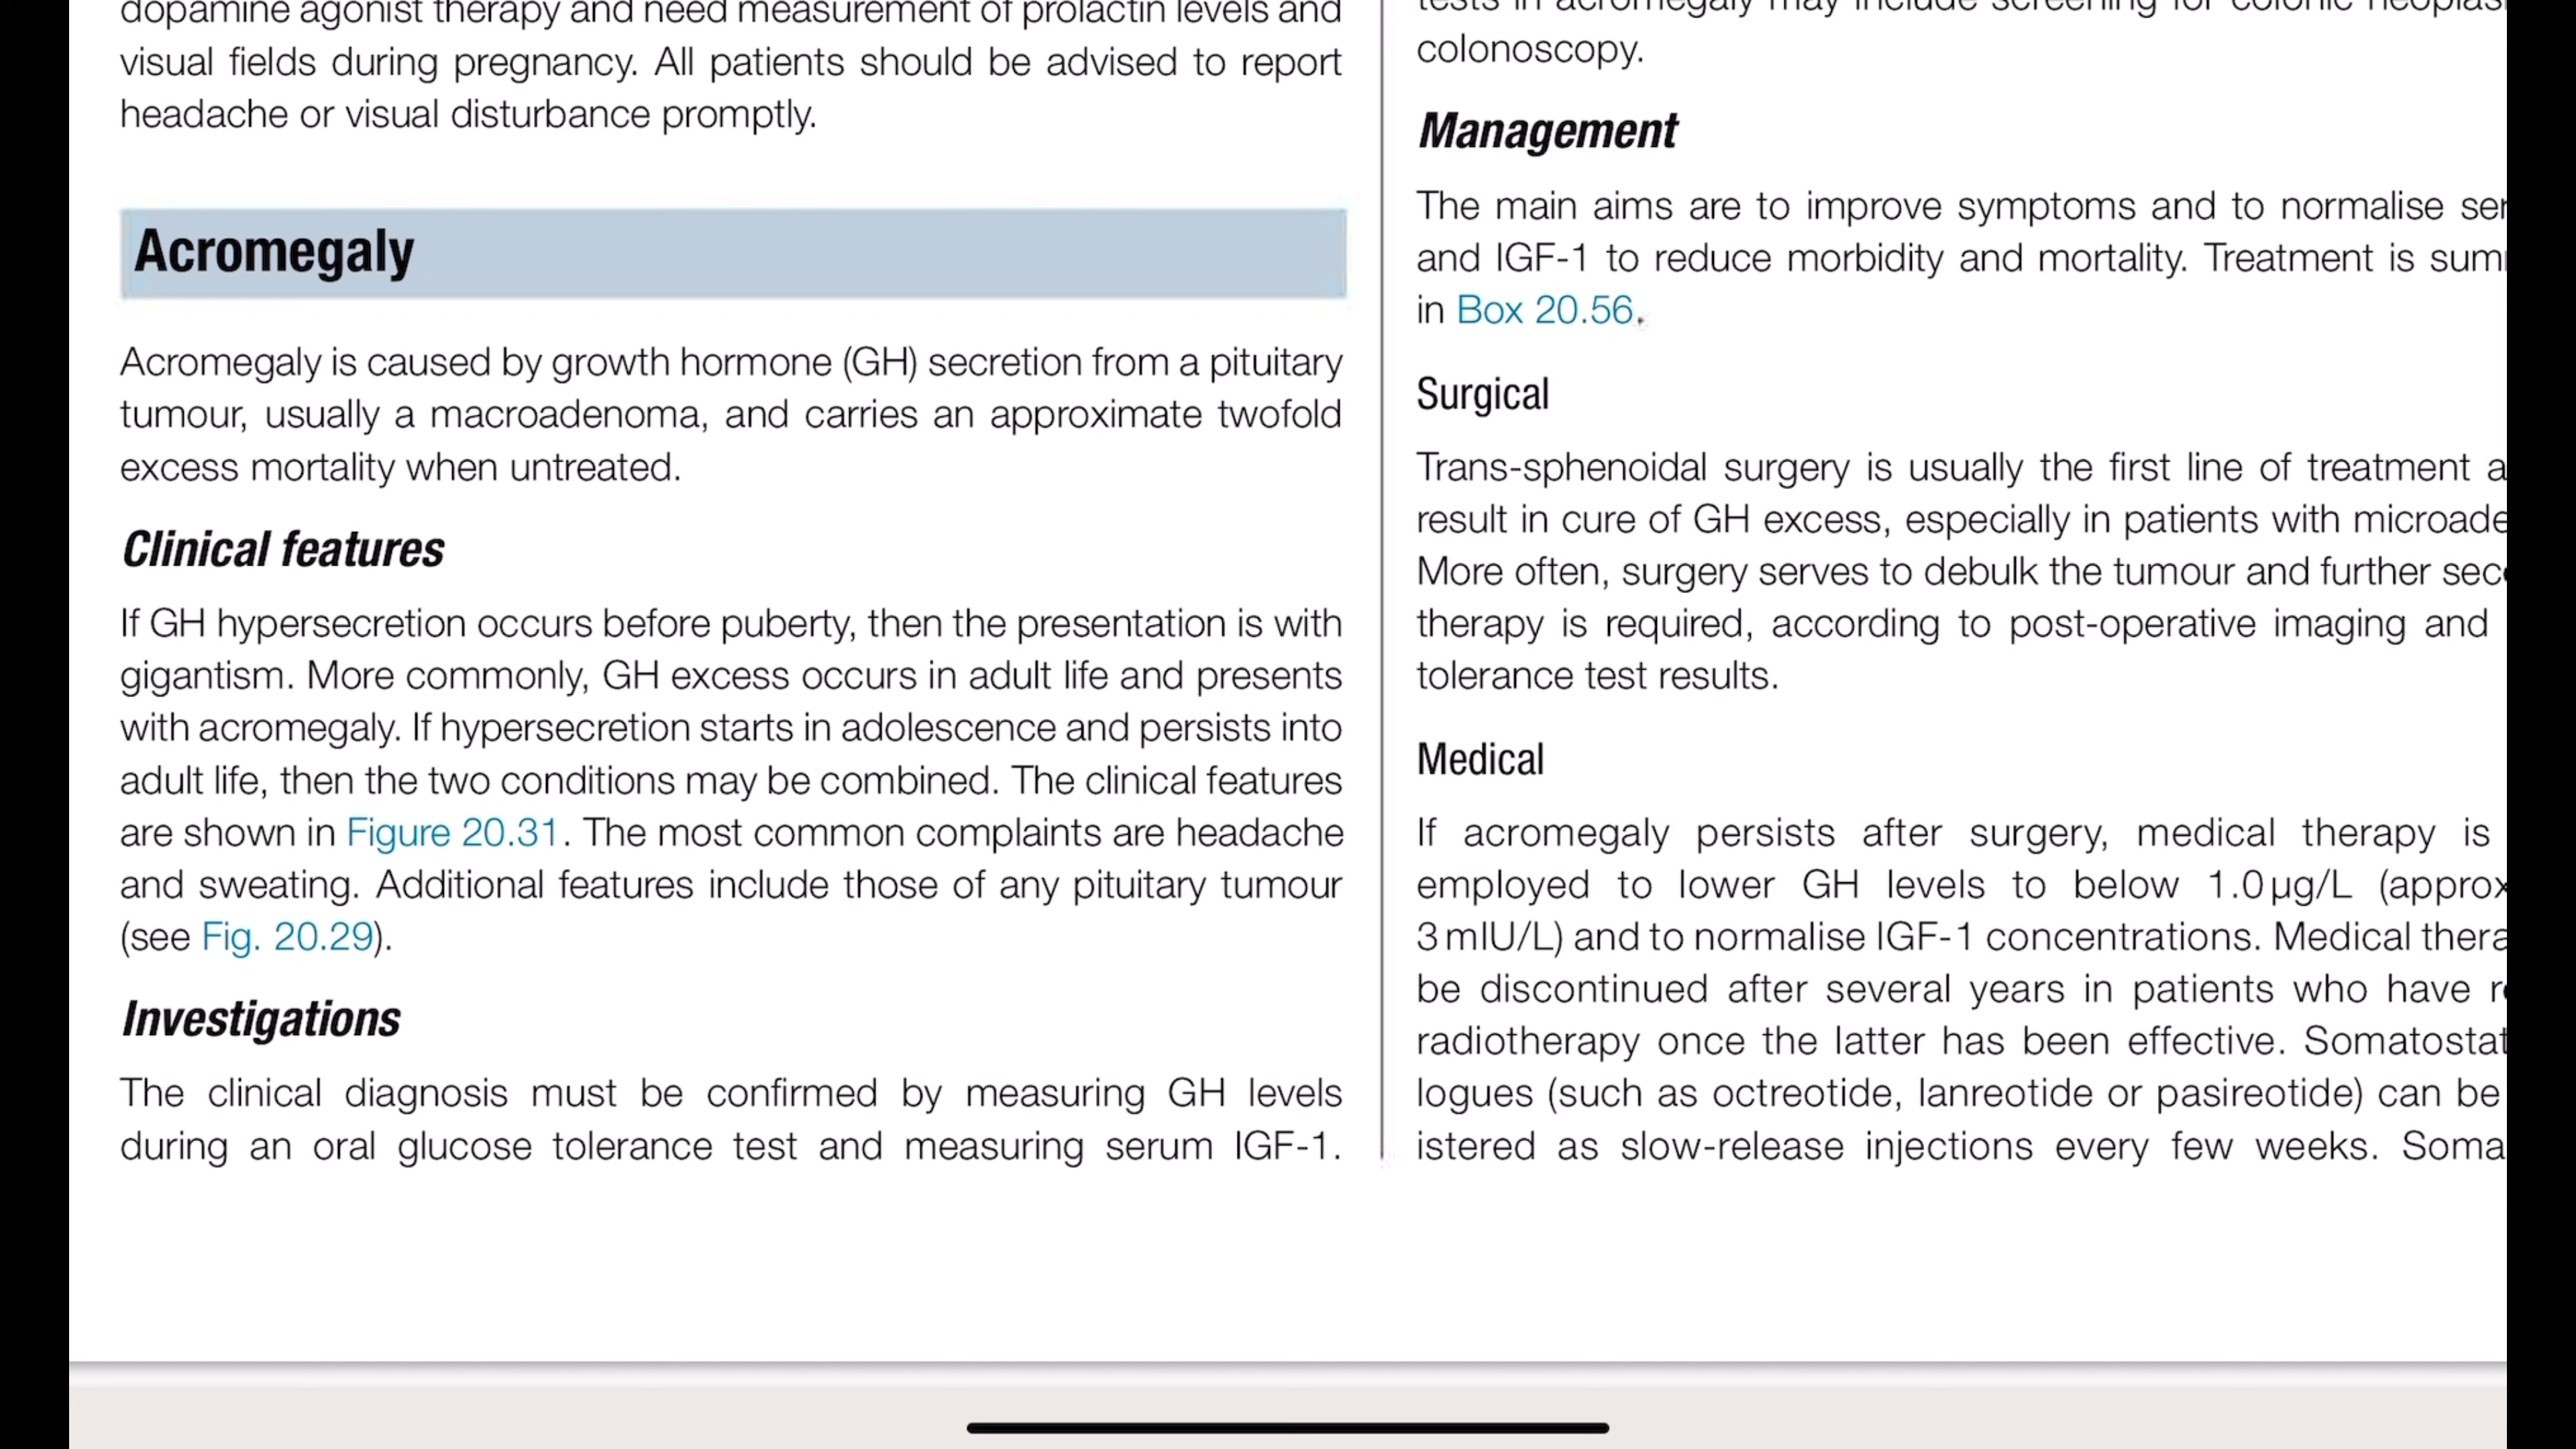 dopamine agonist therapy and need measurement of prolactin levels and
visual fields during pregnancy. All patients should be advised to report
headache or visual disturbance promptly.
Acromegaly
Acromegaly is caused by growth hormone (GH) secretion from a pituitary
tumour, usually a macroadenoma, and carries an approximate twofold
excess mortality when untreated.
Clinical features
If GH hypersecretion occurs before puberty, then the presentation is with
gigantism. More commonly, GH excess occurs in adult life and presents
with acromegaly. If hypersecretion starts in adolescence and persists into
adult life, then the two conditions may be combined. The clinical features
are shown in Figure 20.31. The most common complaints are headache
and sweating. Additional features include those of any pituitary tumour
(see Fig. 20.29).
Investigations
The clinical diagnosis must be confirmed by measuring GH levels
during an oral glucose tolerance test and measuring serum IGF-1.
tests in acromegaly may include screening for colonic
colonoscopy.
Management
The main aims are to improve symptoms and to normalise
and IGF-1 to reduce morbidity and mortality. Treatment is
in Box 20.56.
Surgical
Trans-sphenoidal surgery is usually the first line of treatment
result in cure of GH excess, especially in patients with
More often, surgery serves to debulk the tumour and further
therapy is required, according to post-operative imaging and
tolerance test results.
Medical
If acromegaly persists after surgery, medical therapy is
employed to lower GH levels to below 1.0 µg/L
3 mIU/L) and to normalise IGF-1 concentrations. Medical
be discontinued after several years in patients who have
radiotherapy once the latter has been effective.
logues (such as octreotide, lanreotide or pasireotide) can be
istered as slow-release injections every few weeks.